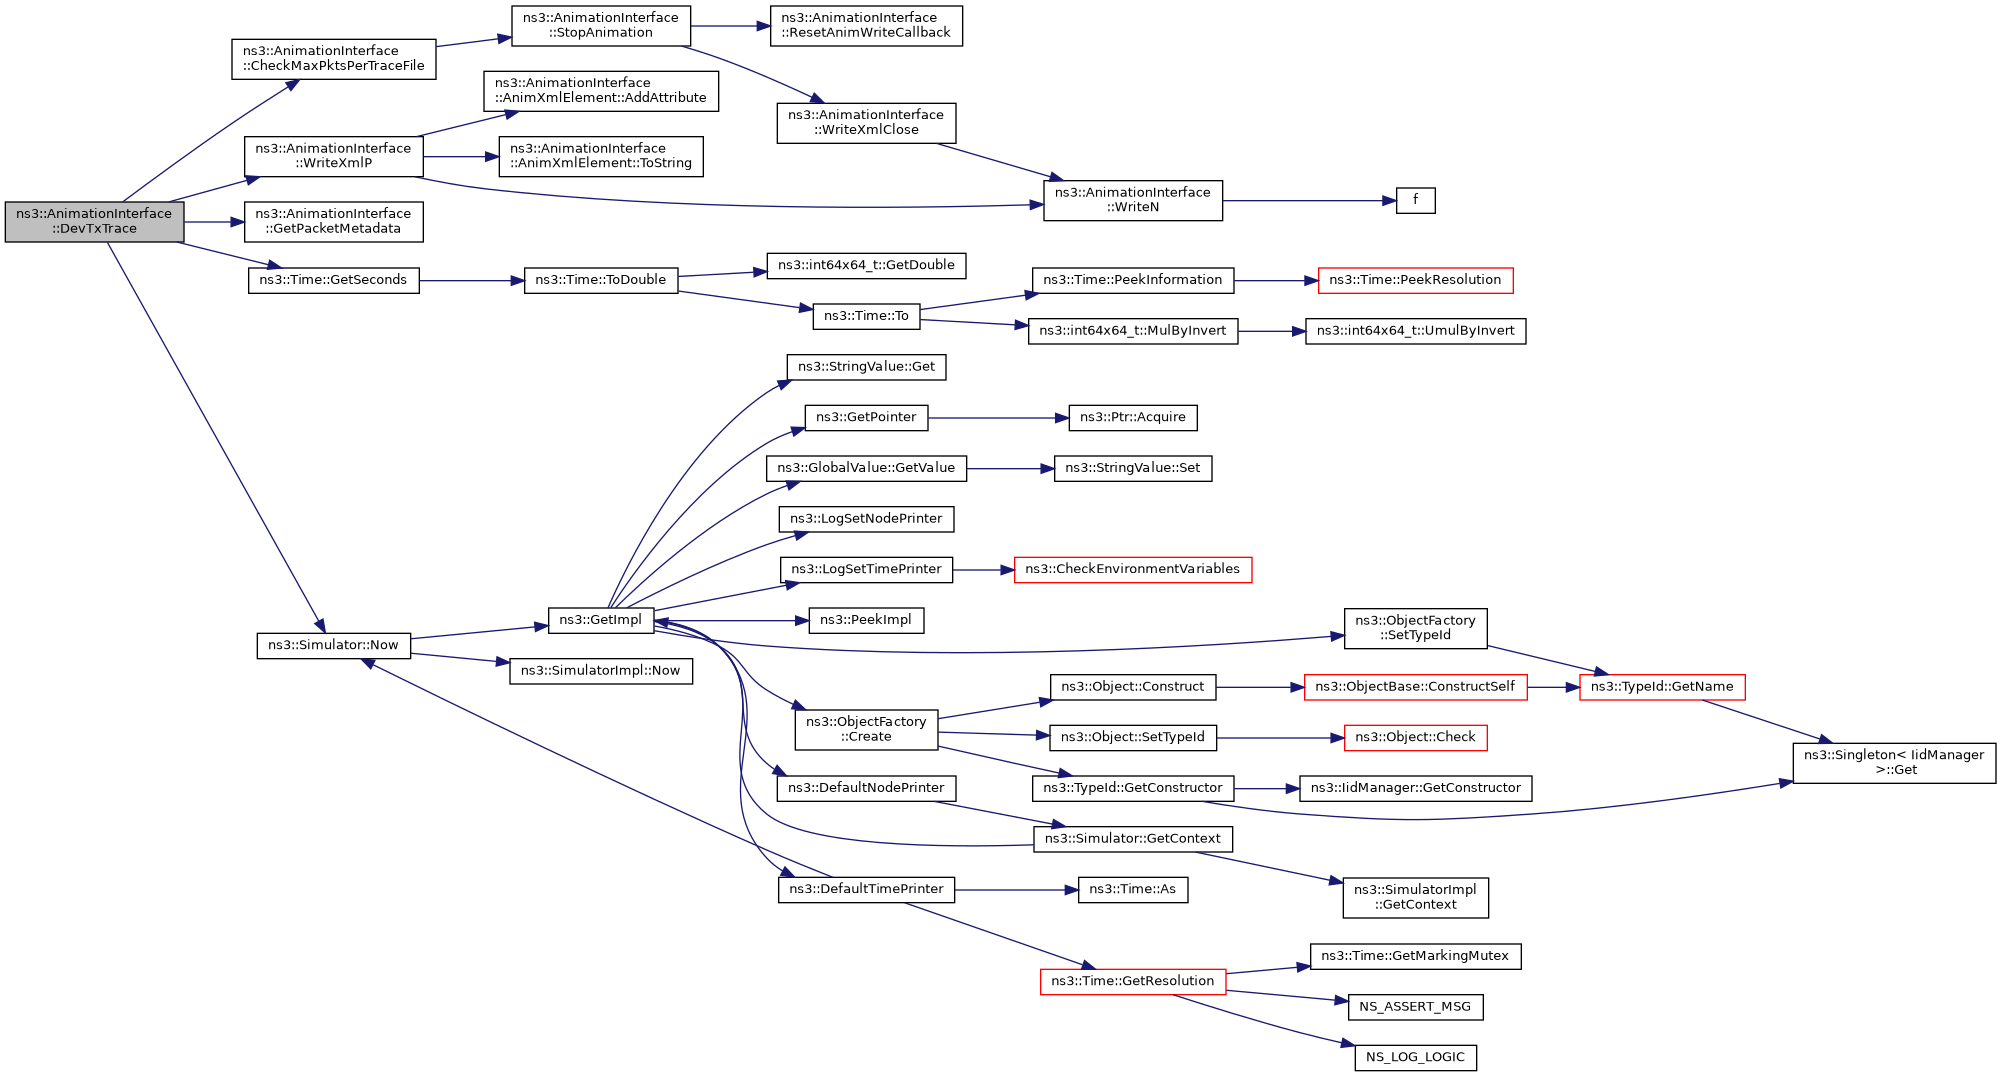 ns3::AnimationInterface
::DevTxTrace
ns3::AnimationInterface
::CheckMaxPktsPerTraceFile
ns3::AnimationInterface
::StopAnimation
ns3::AnimationInterface
::ResetAnimWriteCallback
ns3::AnimationInterface
::WriteXmlClose
ns3::AnimationInterface
::WriteN
f
ns3::AnimationInterface
::WriteXmlP
ns3::AnimationInterface
::AnimXmlElement::AddAttribute
ns3::AnimationInterface
::AnimXmlElement::ToString
ns3::AnimationInterface
::GetPacketMetadata
ns3::Time::GetSeconds
ns3::Time::ToDouble
ns3::int64x64_t::GetDouble
ns3::Time::To
ns3::Time::PeekInformation
ns3::Time::PeekResolution
ns3::int64x64_t::MulByInvert
ns3::int64x64_t::UmulByInvert
ns3::Simulator::Now
ns3::GetImpl
ns3::SimulatorImpl::Now
ns3::StringValue::Get
ns3::GetPointer
ns3::Ptr::Acquire
ns3::GlobalValue::GetValue
ns3::StringValue::Set
ns3::LogSetNodePrinter
ns3::LogSetTimePrinter
ns3::CheckEnvironmentVariables
ns3::PeekImpl
ns3::ObjectFactory
::SetTypeId
ns3::ObjectFactory
::Create
ns3::Object::Construct
ns3::ObjectBase::ConstructSelf
ns3::TypeId::GetName
ns3::Object::SetTypeId
ns3::Object::Check
ns3::TypeId::GetConstructor
ns3::IidManager::GetConstructor
ns3::Singleton< IidManager
>::Get
ns3::DefaultNodePrinter
ns3::Simulator::GetContext
ns3::SimulatorImpl
::GetContext
ns3::DefaultTimePrinter
ns3::Time::As
ns3::Time::GetResolution
ns3::Time::GetMarkingMutex
NS_ASSERT_MSG
NS_LOG_LOGIC